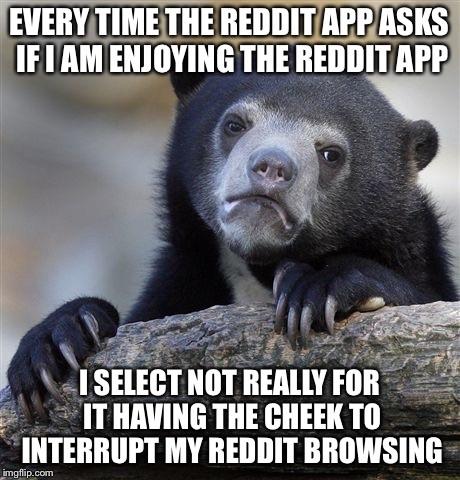 EVERY TIME THE REDDIT APP ASKS
IF I AM ENJOYING THE REDDIT APP
I SELECT NOT REALLY FOR
IT HAVING THE CHEEK TO
INTERRUPT MY REDDIT BROWSING
imgflip.com